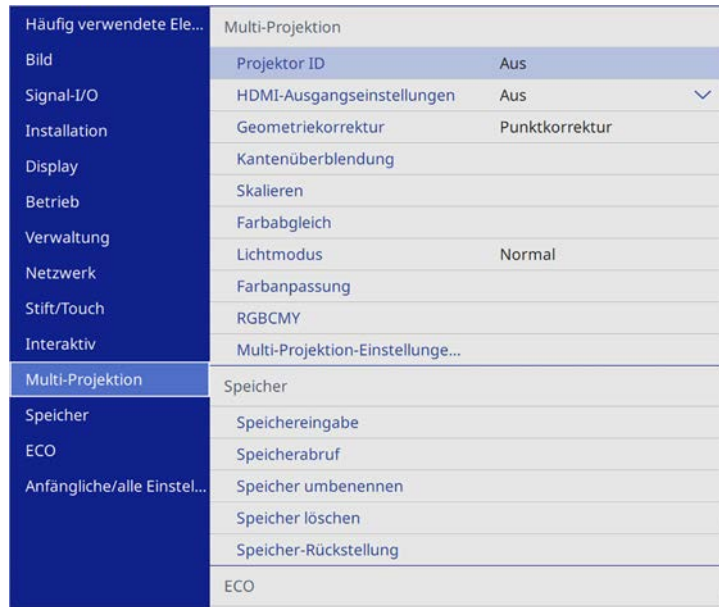 Häufig verwendete Ele...
Bild
Signal-I/O
Installation
Display
Betrieb
Verwaltung
Netzwerk
Stift/Touch
Interaktiv
Multi-Projektion
Speicher
ECO
Anfängliche/alle Einstel...
Multi-Projektion
Projektor ID Aus
HDMI-Ausgangseinstellungen Aus
Geometriekorrektur Punktkorrektur
Kantenüberblendung
Skalieren
Farbabgleich
Lichtmodus Normal
Farbanpassung
RGBCMY
Multi-Projektion-Einstellunge...
Speicher
Speichereingabe
Speicherabruf
Speicher umbenennen
Speicher löschen
Speicher-Rückstellung
ECO